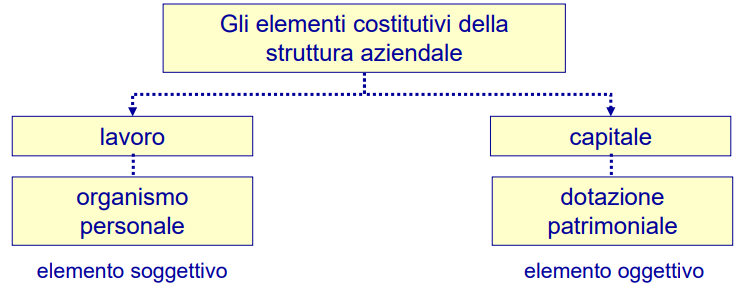 Gli elementi costitutivi della
struttura aziendale
lavoro
capitale
organismo
personale
dotazione
patrimoniale
elemento soggettivo
elemento oggettivo